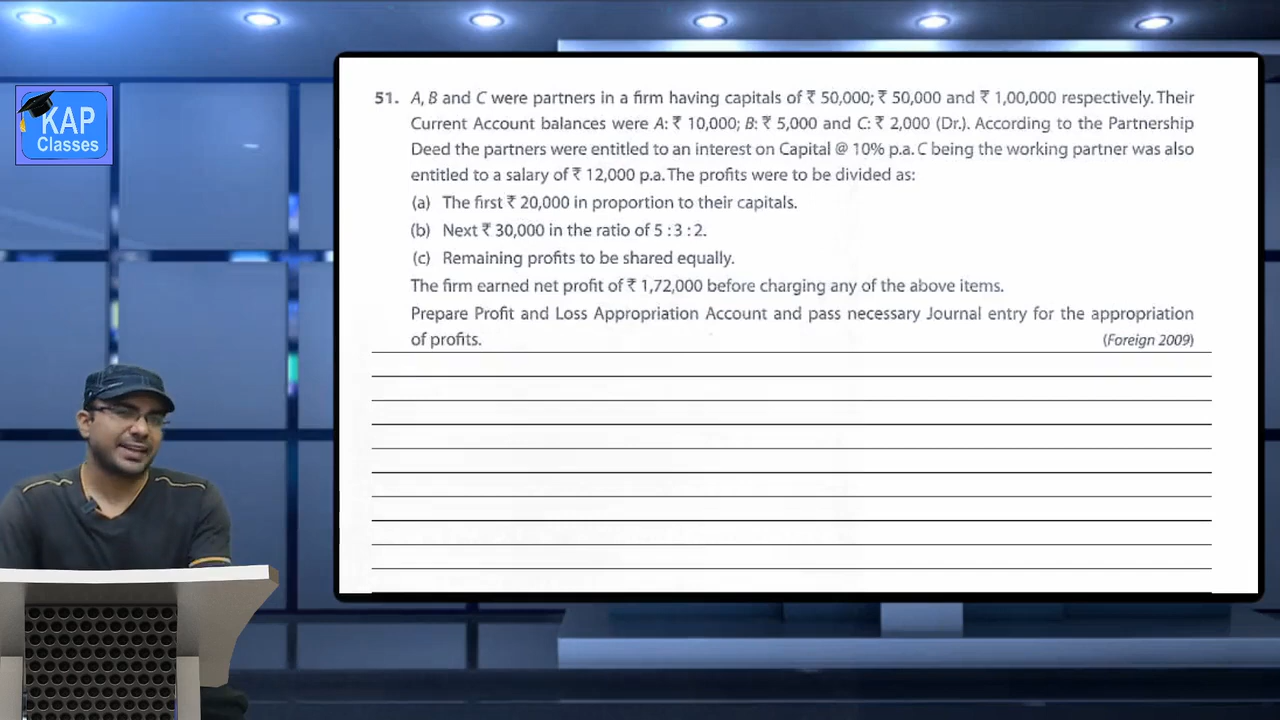 KAP
Classes
51. A, B and C were partners in a firm having capitals of ₹ 50,000; ₹ 50,000 and ₹ 1,00,000 respectively. Their
Current Account balances were A: ₹ 10,000; B: ₹ 5,000 and C: ₹ 2,000 (Dr.). According to the Partnership
Deed the partners were entitled to an interest on Capital @ 10% p.a. C being the working partner was also
entitled to a salary of ₹ 12,000 p.a. The profits were to be divided as:
(a) The first ₹ 20,000 in proportion to their capitals.
(b) Next ₹ 30,000 in the ratio of 5 : 3 : 2.
(c) Remaining profits to be shared equally.
The firm earned net profit of ₹ 1,72,000 before charging any of the above items.
Prepare Profit and Loss Appropriation Account and pass necessary Journal entry for the appropriation
of profits. (Foreign 2009)